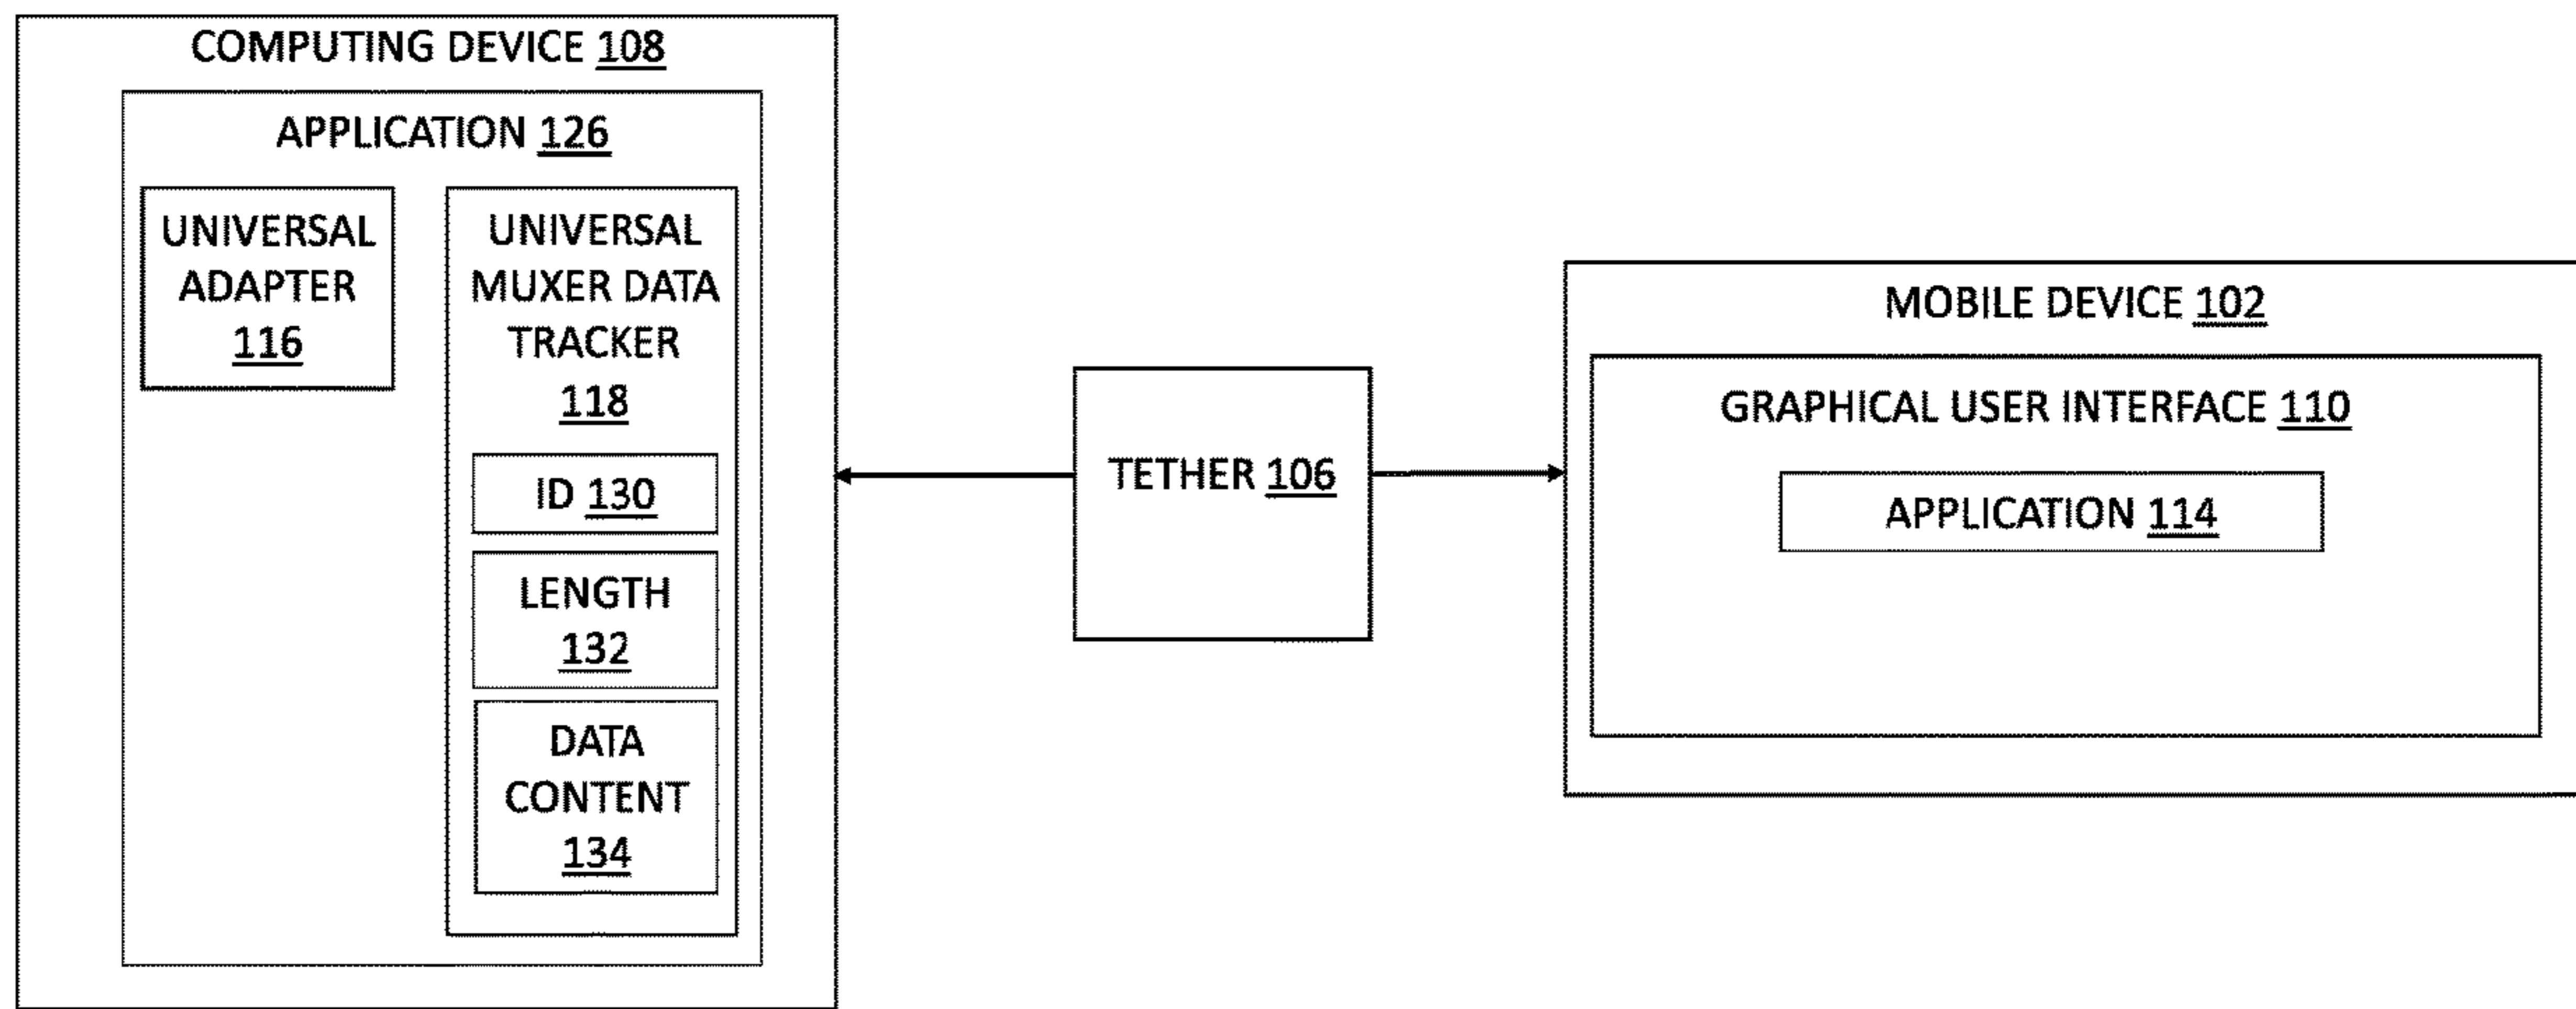 COMPUTING DEVICE 108
APPLICATION 126
UNIVERSAL
ADAPTER
116
UNIVERSAL
MUXER DATA
TRACKER
118
ID 130
LENGTH
132
DATA
CONTENT
134
TETHER 106
MOBILE DEVICE 102
GRAPHICAL USER INTERFACE 110
APPLICATION 114